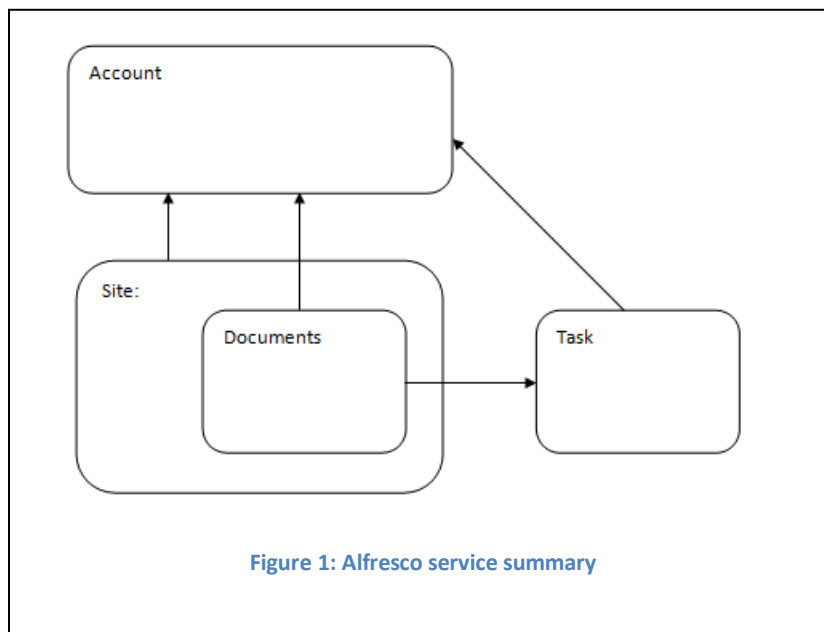 Account
Site:
Documents
Task
Figure 1: Alfresco service summary